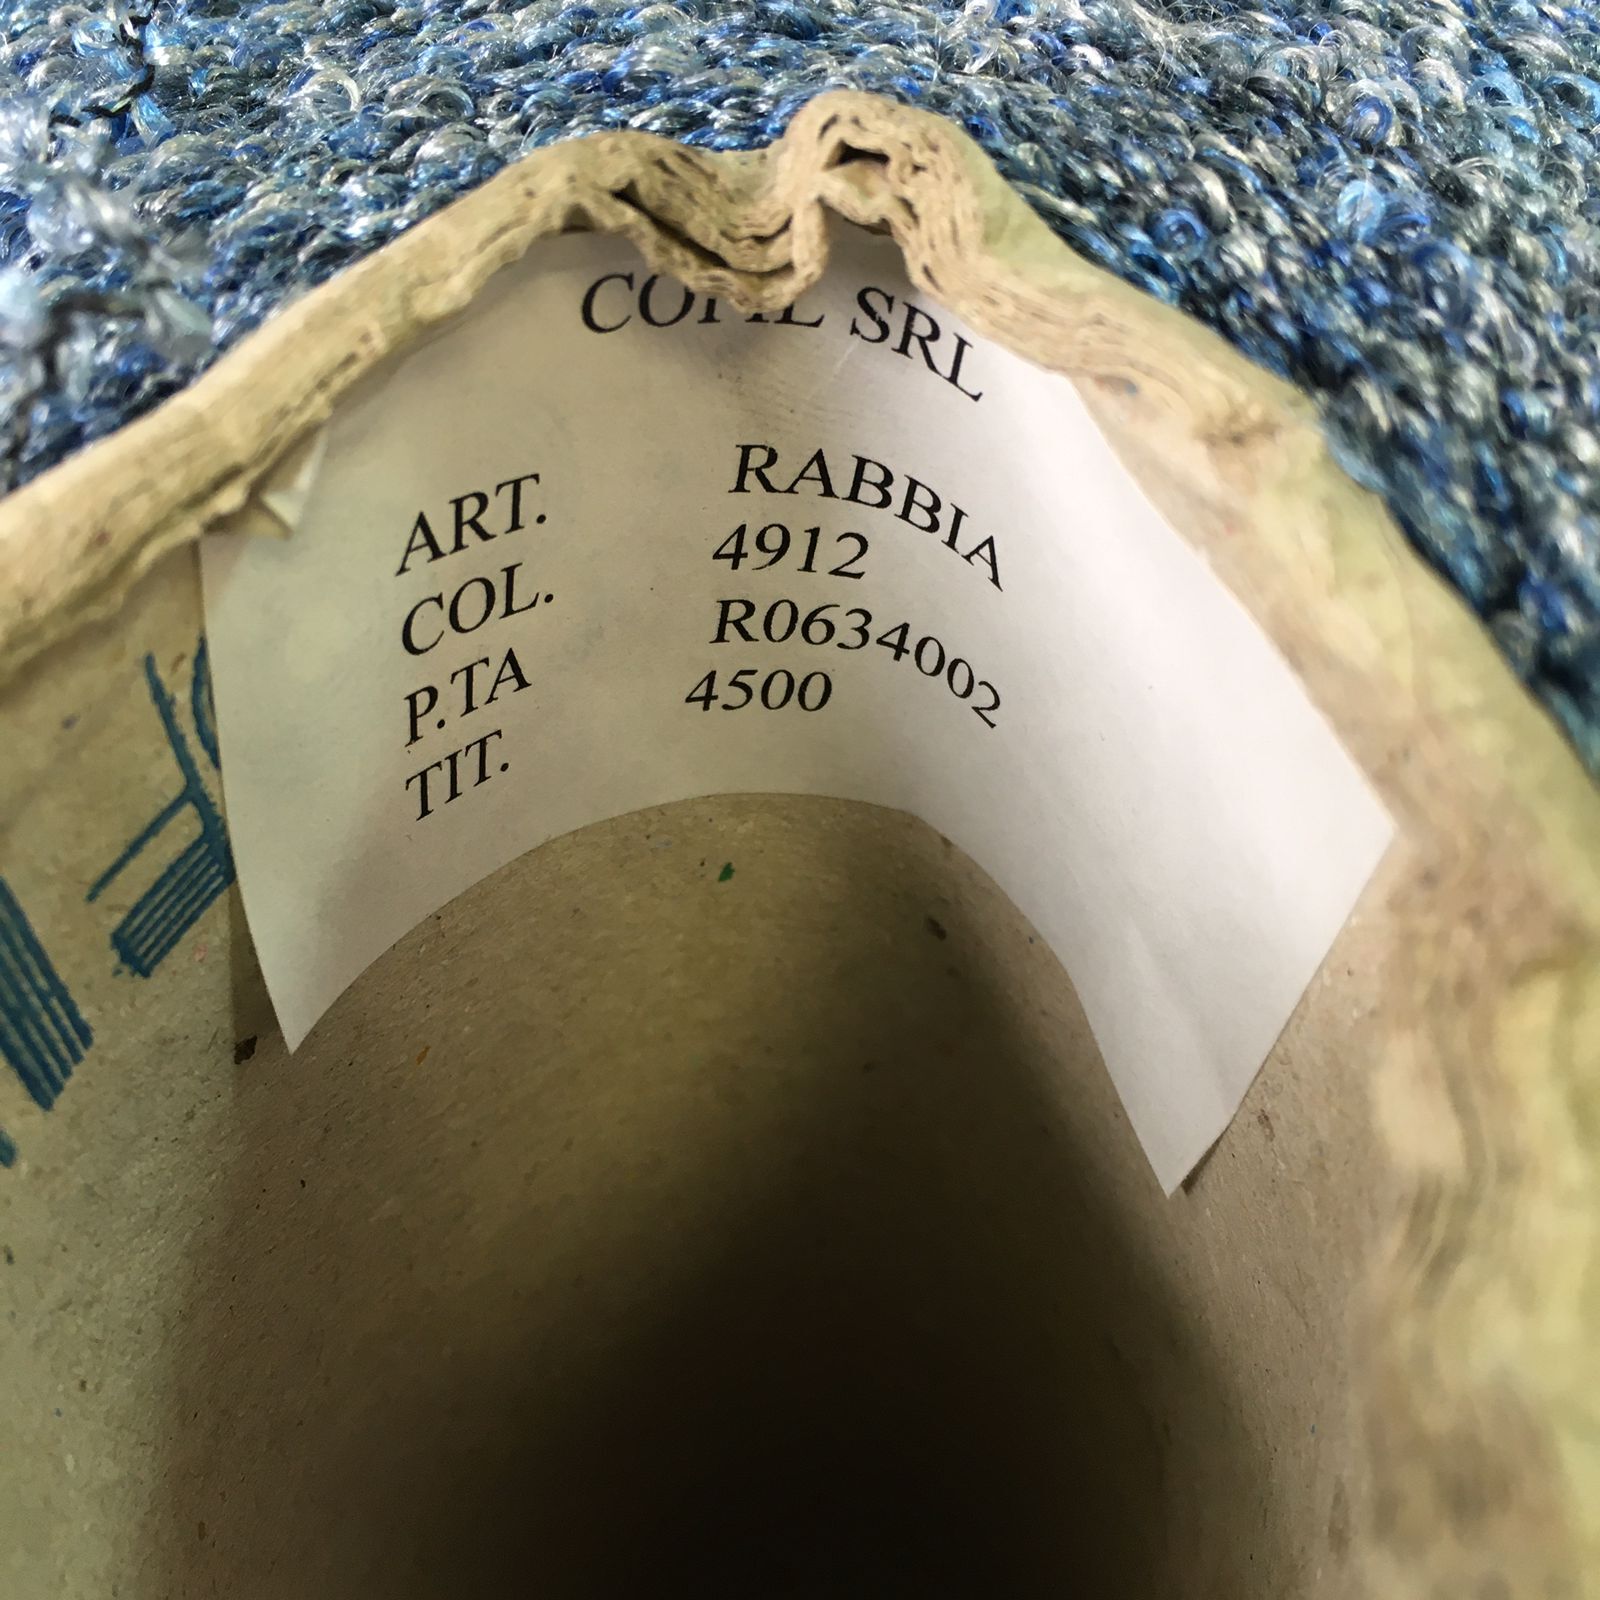 SRL
ART. RABBIA
COL. 4912
P.TA R0634002
TIT. 4500